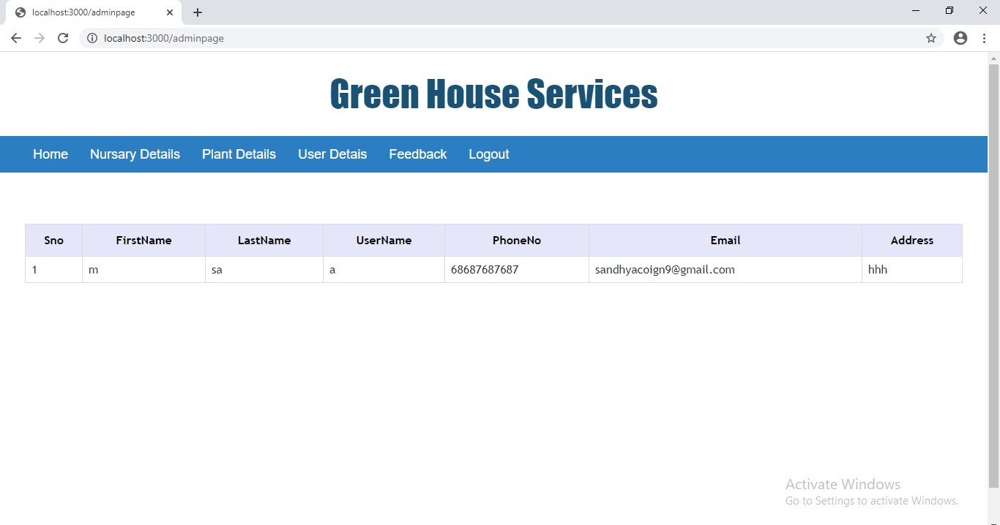 localhost:3000/adminpage
localhost:3000/adminpage
Green House Services
Home Nursary Details Plant Details User Detais Feedback Logout
Sno FirstName LastName UserName PhoneNo Email Address
1 m sa a 68687687687 sandhyacoign9@gmail.com hhh
Activate Windows
Go to Settings to activate Windows.